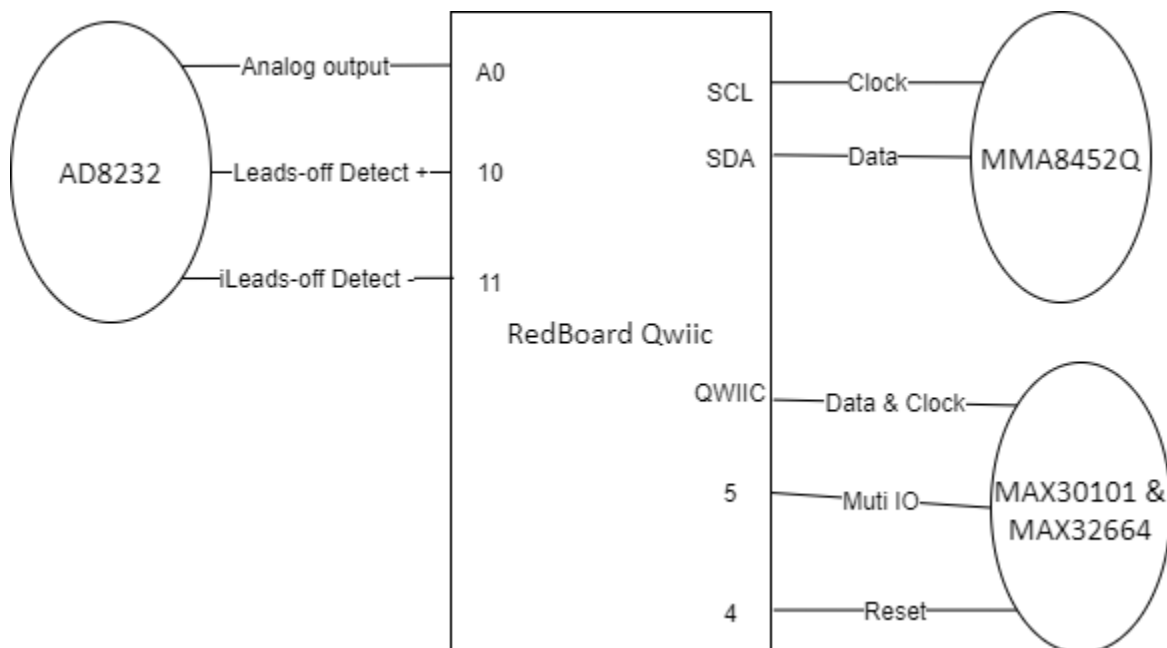 Analog output
A0
SCL
Clock
AD8232
Leads-off Detect +
10
SDA
Data
MMA8452Q
iLeads-off Detect -
11
RedBoard Qwiic
QWIIC
Data & Clock
5
Muti IO
MAX30101 &
MAX32664
4
Reset